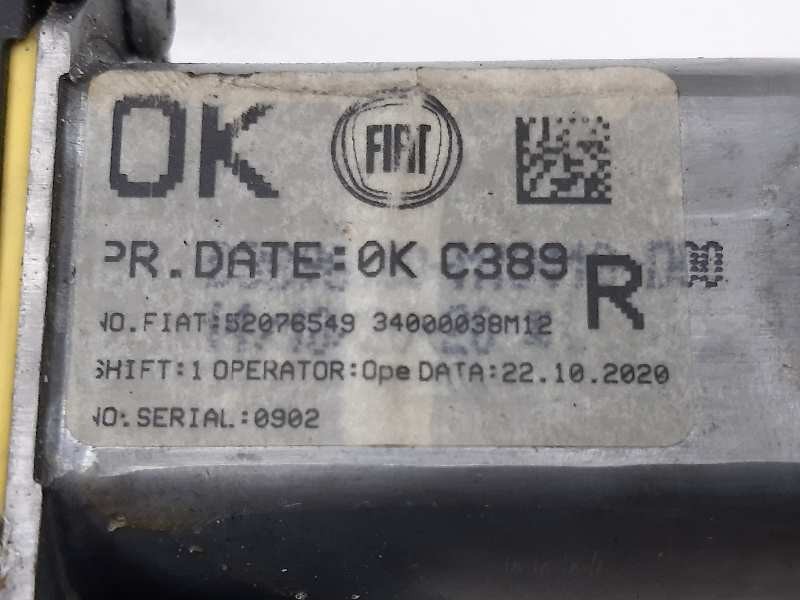 OK FIAT
PR.DATE:0K C389 R
NO.FIAT:52076549 34000038M12
SHIFT:1 OPERATOR:Ope DATA:22.10.2020
NO.SERIAL:0902